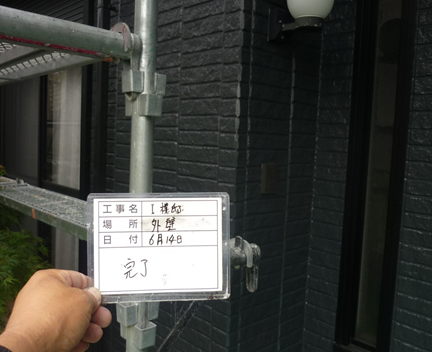 工事名 I様邸
場所 外壁
日付 6月14日
完了